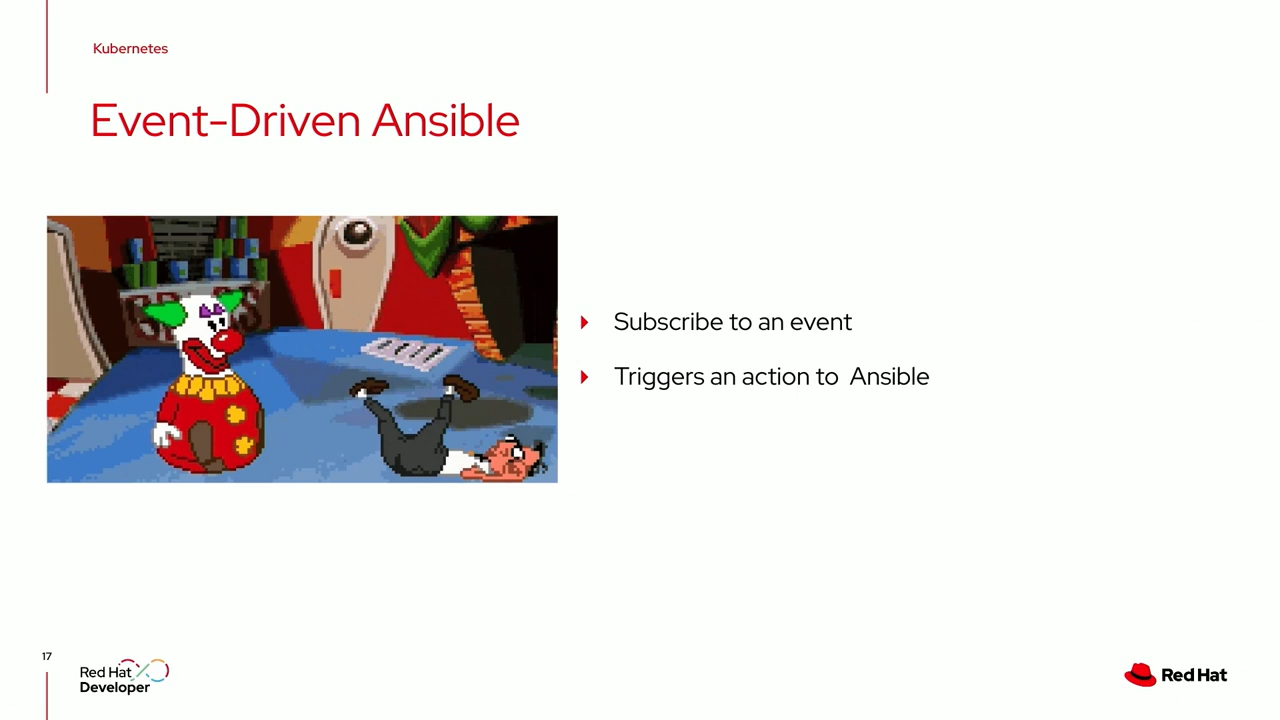 Kubernetes
Event-Driven Ansible
Subscribe to an event
Triggers an action to Ansible
17
Red Hat
Developer
Red Hat